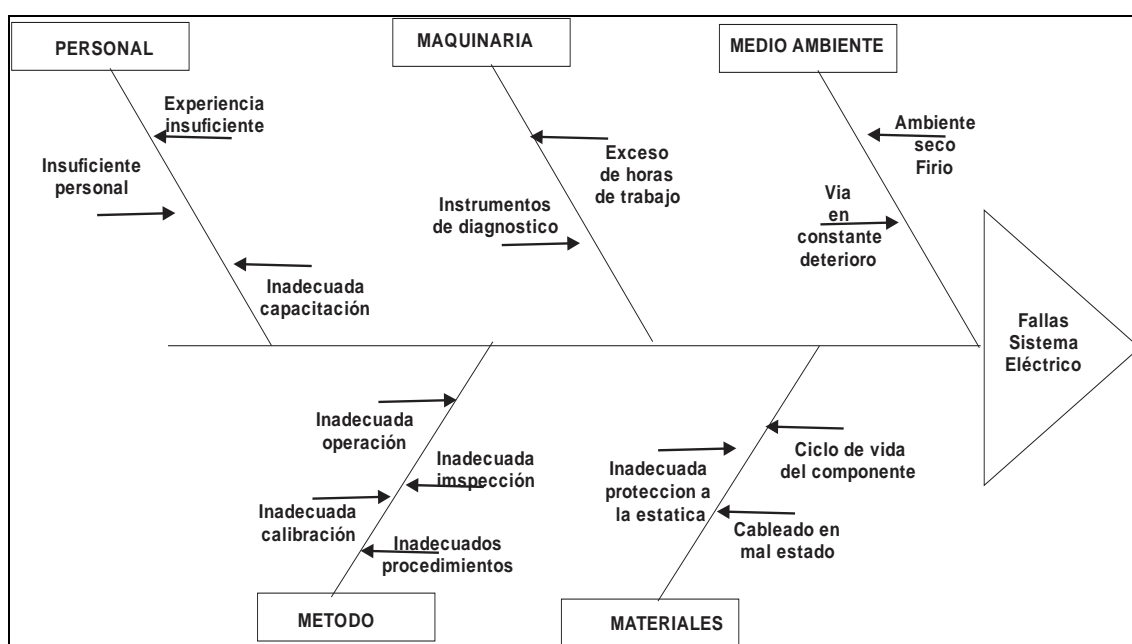 PERSONAL
MAQUINARIA
MEDIO AMBIENTE
Experiencia
insuficiente
Insuficiente
personal
Inadecuada
capacitación
Exceso
de horas
de trabajo
Instrumentos
de diagnostico
Ambiente
seco
Firio
Via
en
constante
deterioro
Fallas
Sistema
Eléctrico
Inadecuada
operación
Inadecuada
imspección
Inadecuada
calibración
Inadecuados
procedimientos
METODO
Ciclo de vida
del componente
Inadecuada
proteccion a
la estatica
Cableado en
mal estado
MATERIALES